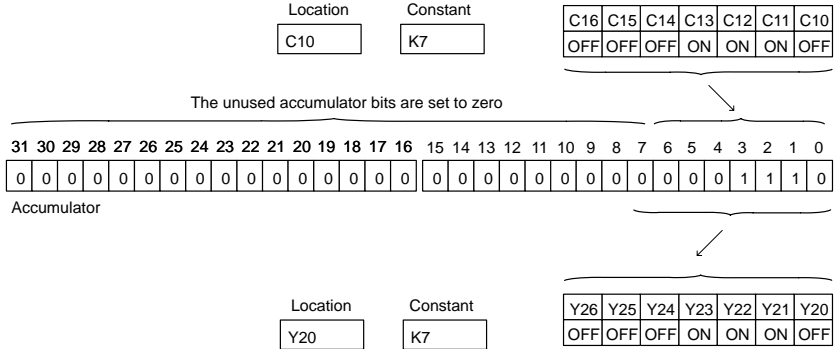 Location Constant
C10 K7
C16 C15 C14 C13 C12 C11 C10
OFF OFF OFF ON ON ON OFF
The unused accumulator bits are set to zero
31 30 29 28 27 26 25 24 23 22 21 20 19 18 17 16 15 14 13 12 11 10 9 8 7 6 5 4 3 2 1 0
0 0 0 0 0 0 0 0 0 0 0 0 0 0 0 0 0 0 0 0 0 0 0 0 0 0 0 0 1 1 1 0
Accumulator
Location Constant
Y20 K7
Y26 Y25 Y24 Y23 Y22 Y21 Y20
OFF OFF OFF ON ON ON OFF